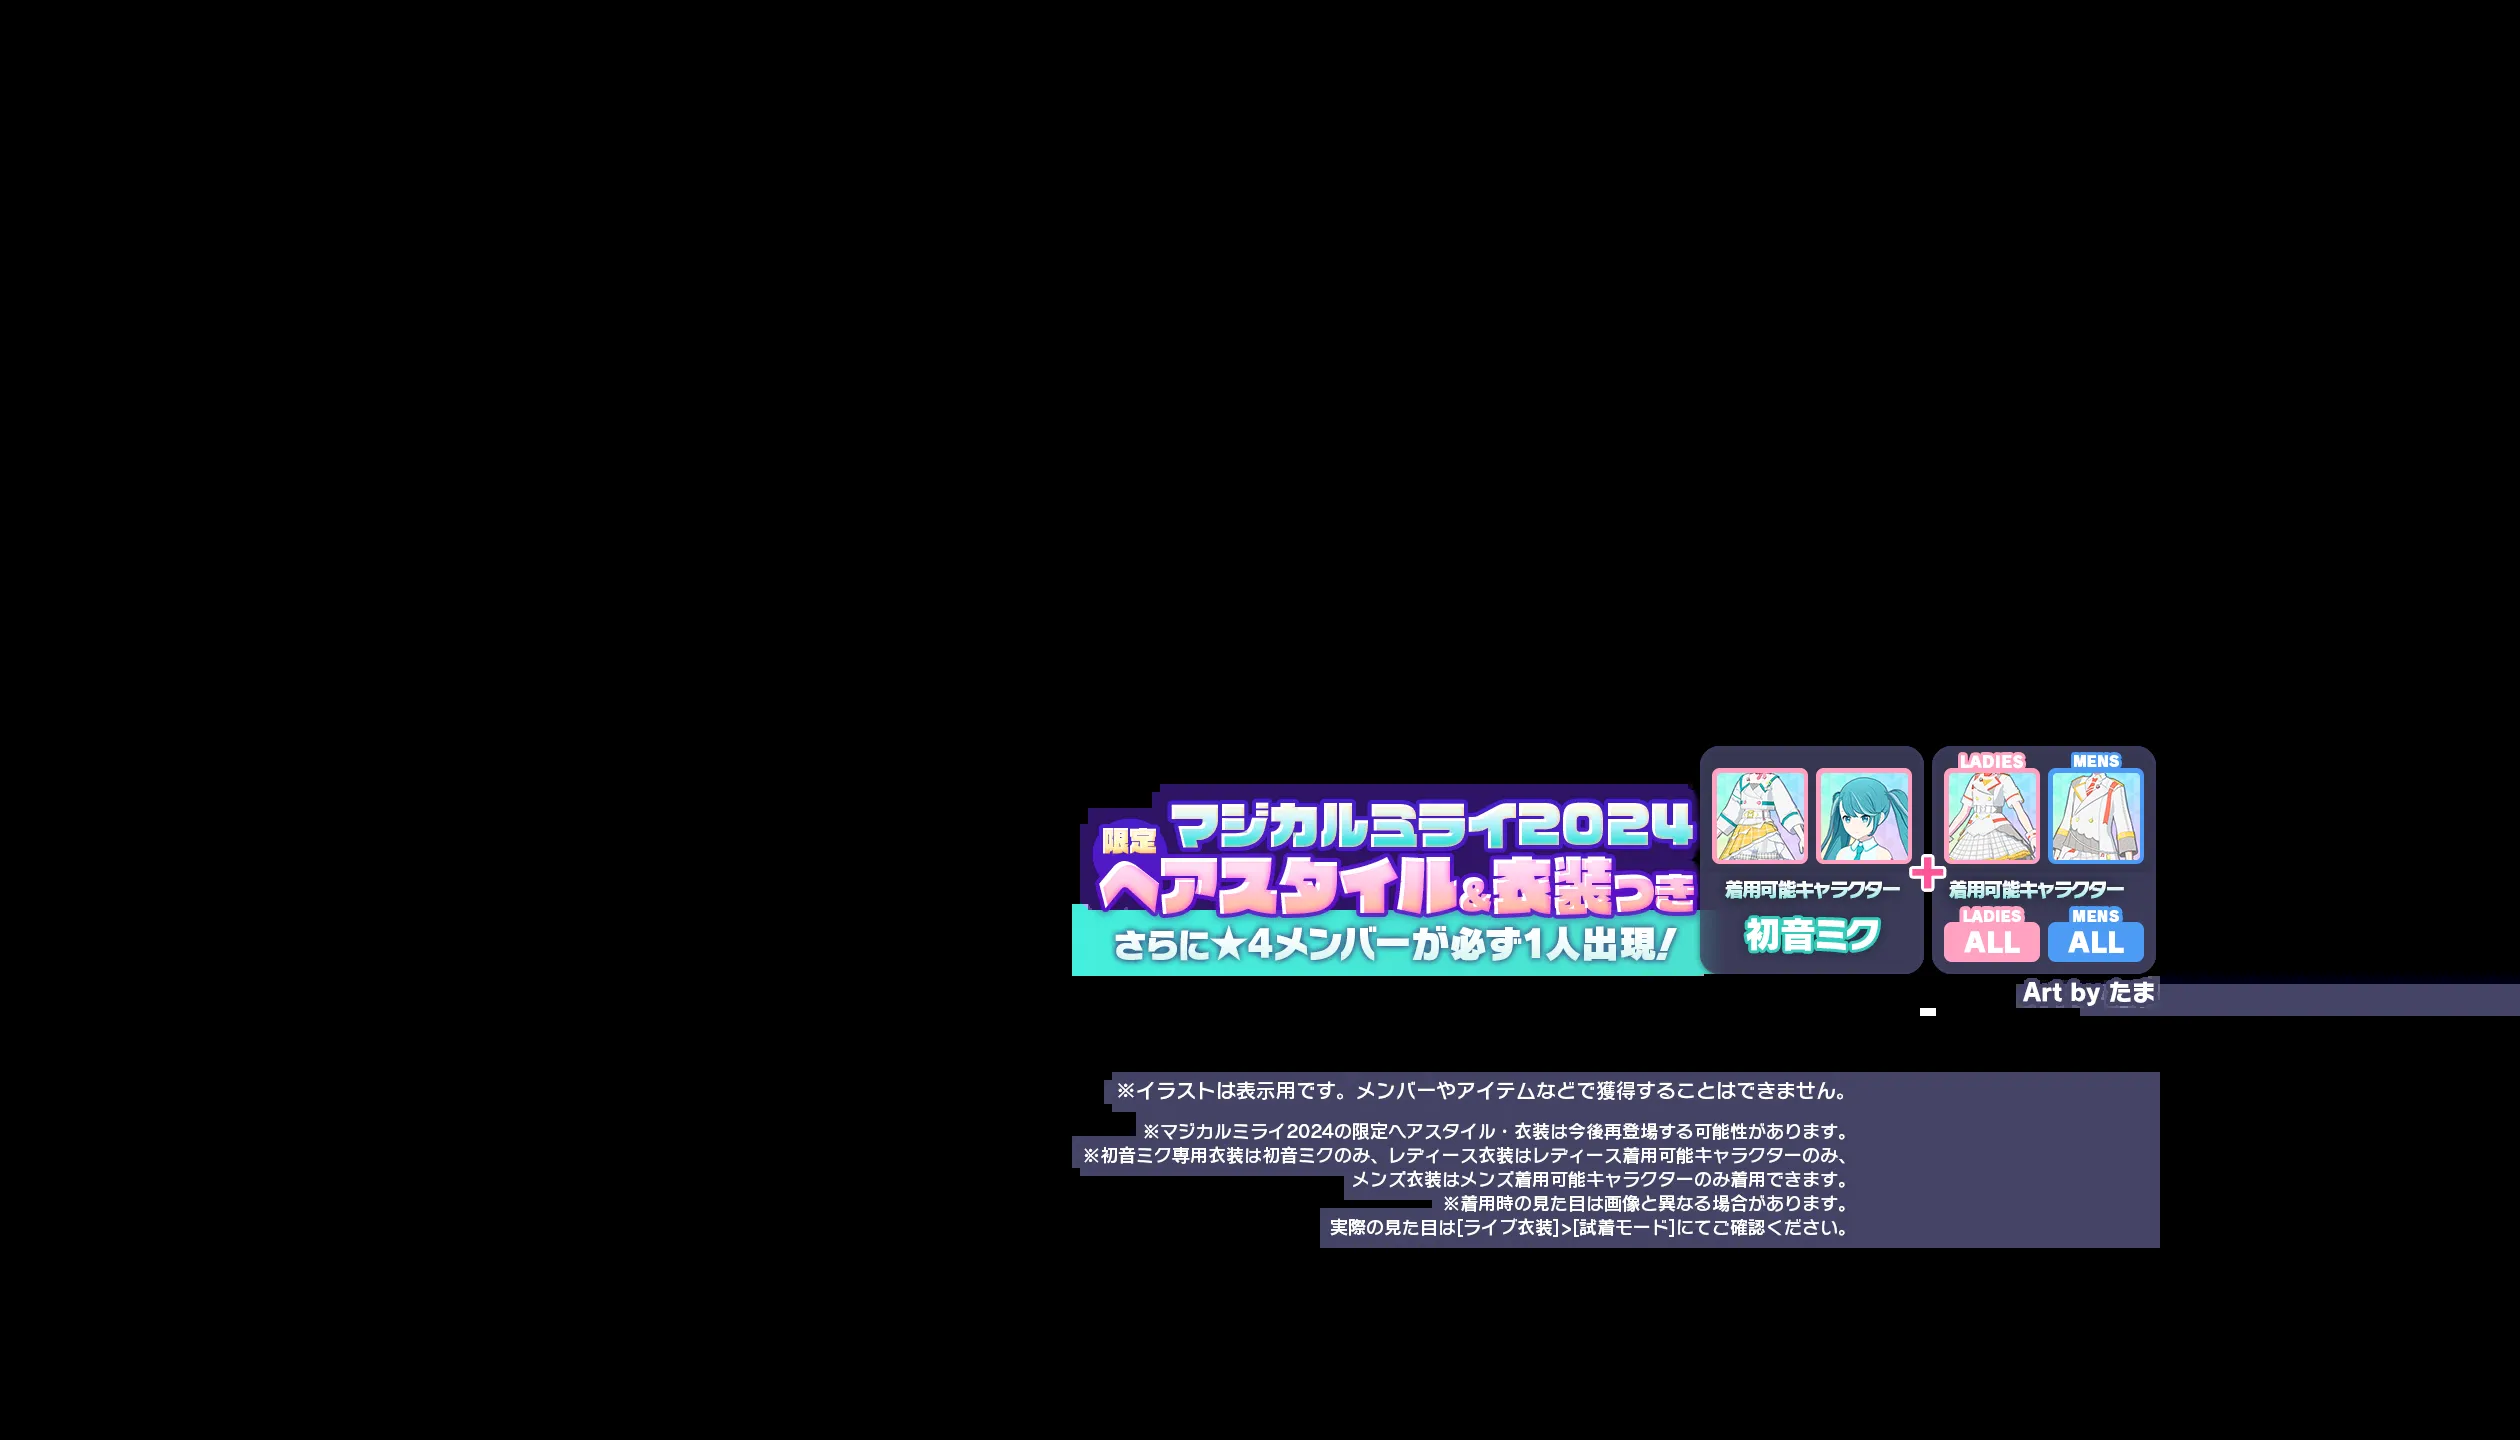 マジカルミライ2024
限定
ヘアスタイル&衣装つき
さらに★4メンバーが必ず1人出現!
着用可能キャラクター
初音ミク
+
LADIES MENS
着用可能キャラクター
LADIES MENS
ALL ALL
Art by たま
※イラストは表示用です。メンバーやアイテムなどで獲得することはできません。
※マジカルミライ2024の限定ヘアスタイル・衣装は今後再登場する可能性があります。
※初音ミク専用衣装は初音ミクのみ、レディース衣装はレディース着用可能キャラクターのみ、
メンズ衣装はメンズ着用可能キャラクターのみ着用できます。
※着用時の見た目は画像と異なる場合があります。
実際の見た目は[ライブ衣装]>[試着モード]にてご確認ください。